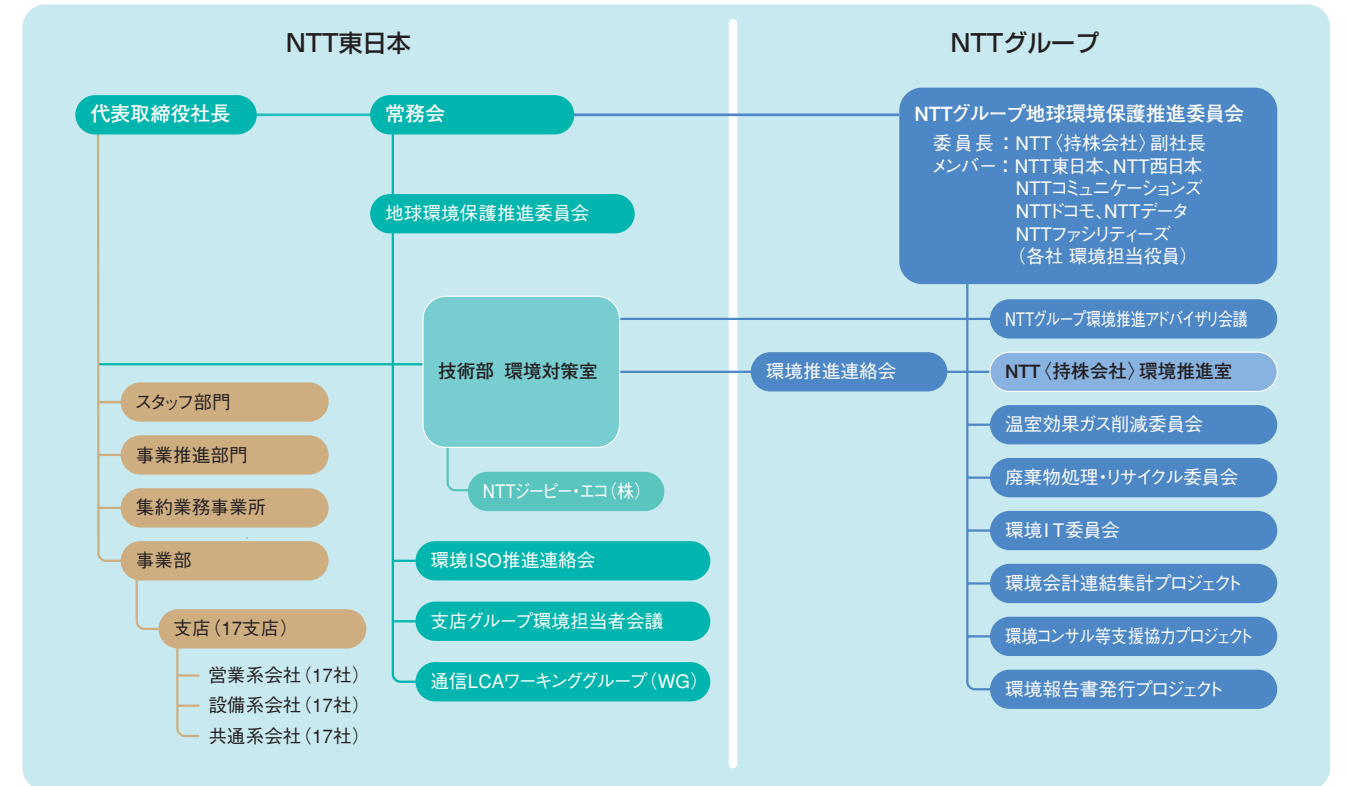 NTT東日本
代表取締役社長
常務会
地球環境保護推進委員会
技術部 環境対策室
スタッフ部門
事業推進部門
集約業務事業所
事業部
支店（17支店）
営業系会社（17社）
設備系会社（17社）
共通系会社（17社）
NTTジーピー・エコ（株）
環境ISO推進連絡会
支店グループ環境担当者会議
通信LCAワーキンググループ（WG）
NTTグループ
NTTグループ地球環境保護推進委員会
委員長：NTT〈持株会社〉副社長
メンバー：NTT東日本、NTT西日本
NTTコミュニケーションズ
NTTドコモ、NTTデータ
NTTファシリティーズ
（各社 環境担当役員）
NTTグループ環境推進アドバイザリ会議
環境推進連絡会
NTT〈持株会社〉環境推進室
温室効果ガス削減委員会
廃棄物処理・リサイクル委員会
環境IT委員会
環境会計連結集計プロジェクト
環境コンサル等支援協力プロジェクト
環境報告書発行プロジェクト